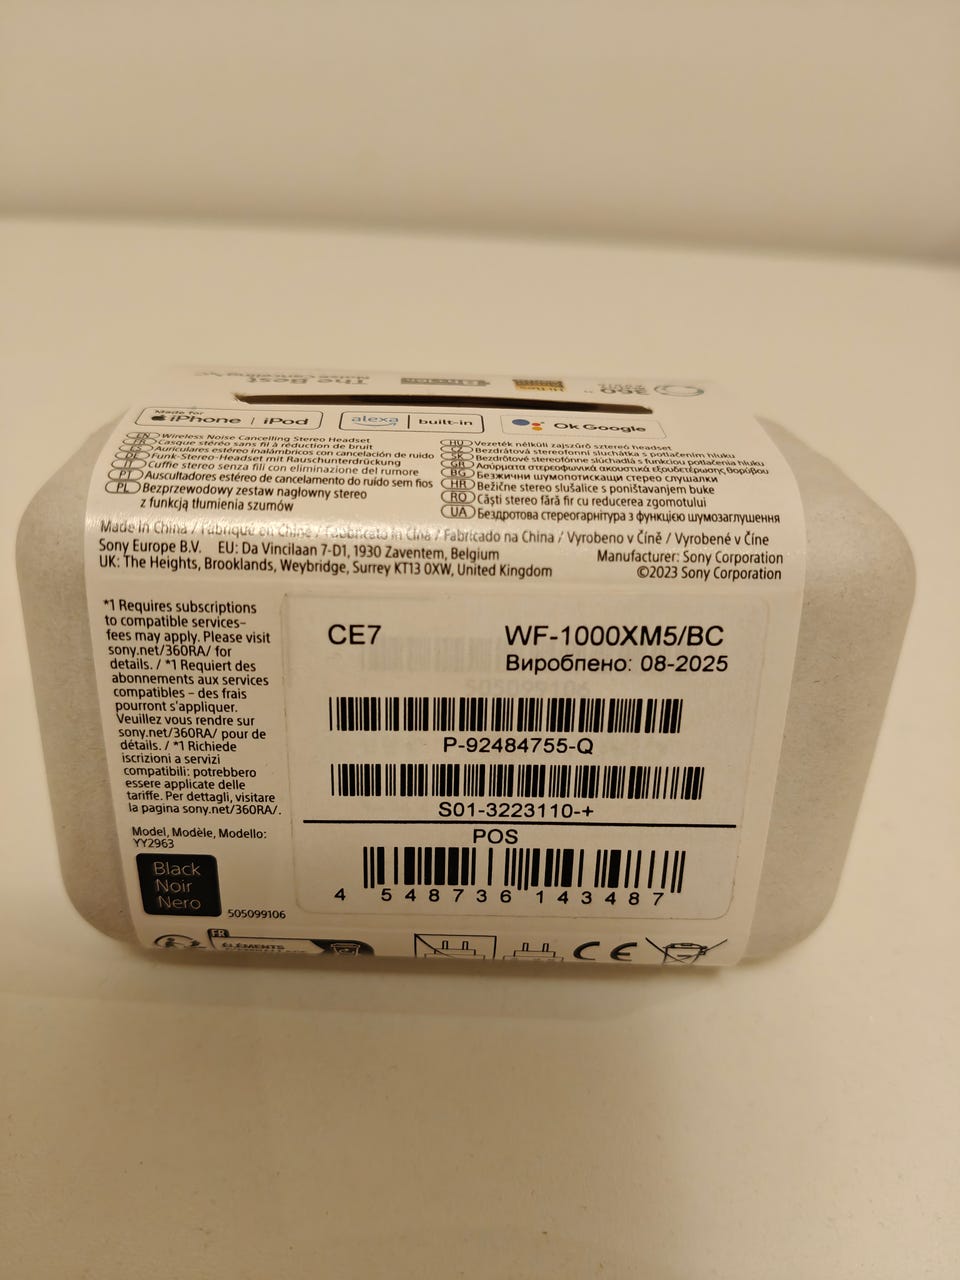 The Best
360
Made for
iPhone | iPod
alexa | built-in
Ok Google
EN Wireless Noise Cancelling Stereo Headset
FR Casque stéréo sans fil à réduction de bruit
ES Auriculares estéreo inalámbricos con cancelación de ruido
DE Funk-Stereo-Headset mit Rauschunterdrückung
IT Cuffie stereo senza fili con eliminazione del rumore
PT Auscultadores estéreo de cancelamento do ruído sem fios
PL Bezprzewodowy zestaw nagłowny stereo
z funkcją tłumienia szumów
HU Vezeték nélküli zajszűrő sztereó headset
CZ Bezdrátová stereofonní sluchátka s potlačením hluku
SK Bezdrôtové stereofónne slúchadlá s funkciou potlačenia hluku
GR Ασύρματα στερεοφωνικά ακουστικά εξουδετέρωσης θορύβου
BG Безжични шумопотискащи стерео слушалки
HR Bežične stereo slušalice s poništavanjem buke
RO Căști stereo fără fir cu reducerea zgomotului
UA Бездротова стереогарнітура з функцією шумозаглушення
Made in China / Fabriqué en Chine / Fabbricato in Cina / Fabricado na China / Vyrobeno v Číně / Vyrobené v Číne
Sony Europe B.V. EU: Da Vincilaan 7-D1, 1930 Zaventem, Belgium
UK: The Heights, Brooklands, Weybridge, Surrey KT13 0XW, United Kingdom
Manufacturer: Sony Corporation
©2023 Sony Corporation
*1 Requires subscriptions
to compatible services–
fees may apply. Please visit
sony.net/360RA/ for
details. / *1 Requiert des
abonnements aux services
compatibles – des frais
pourront s'appliquer.
Veuillez vous rendre sur
sony.net/360RA/ pour de
détails. / *1 Richiede
iscrizioni a servizi
compatibili: potrebbero
essere applicate delle
tariffe. Per dettagli, visitare
la pagina sony.net/360RA/.
Model, Modèle, Modello:
YY2963
Black
Noir
Nero
505099106
CE7
WF-1000XM5/BC
Вироблено: 08-2025
P-92484755-Q
S01-3223110-+
POS
4 548736 143487
FR
ÉLÉMENTS
CE